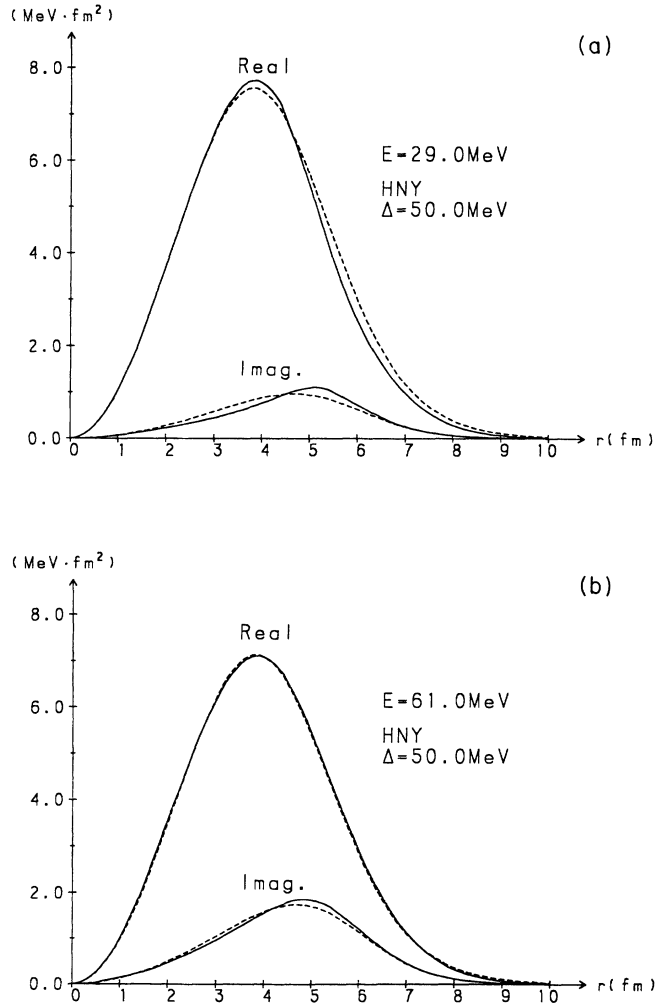 (MeV·fm²)
(a)
8.0
Real
6.0
E=29.0MeV
HNY
Δ=50.0MeV
4.0
2.0
Imag.
0.0
0 1 2 3 4 5 6 7 8 9 10 r(fm)
(MeV·fm²)
(b)
8.0
Real
6.0
E=61.0MeV
HNY
Δ=50.0MeV
4.0
2.0
Imag.
0.0
0 1 2 3 4 5 6 7 8 9 10 r(fm)